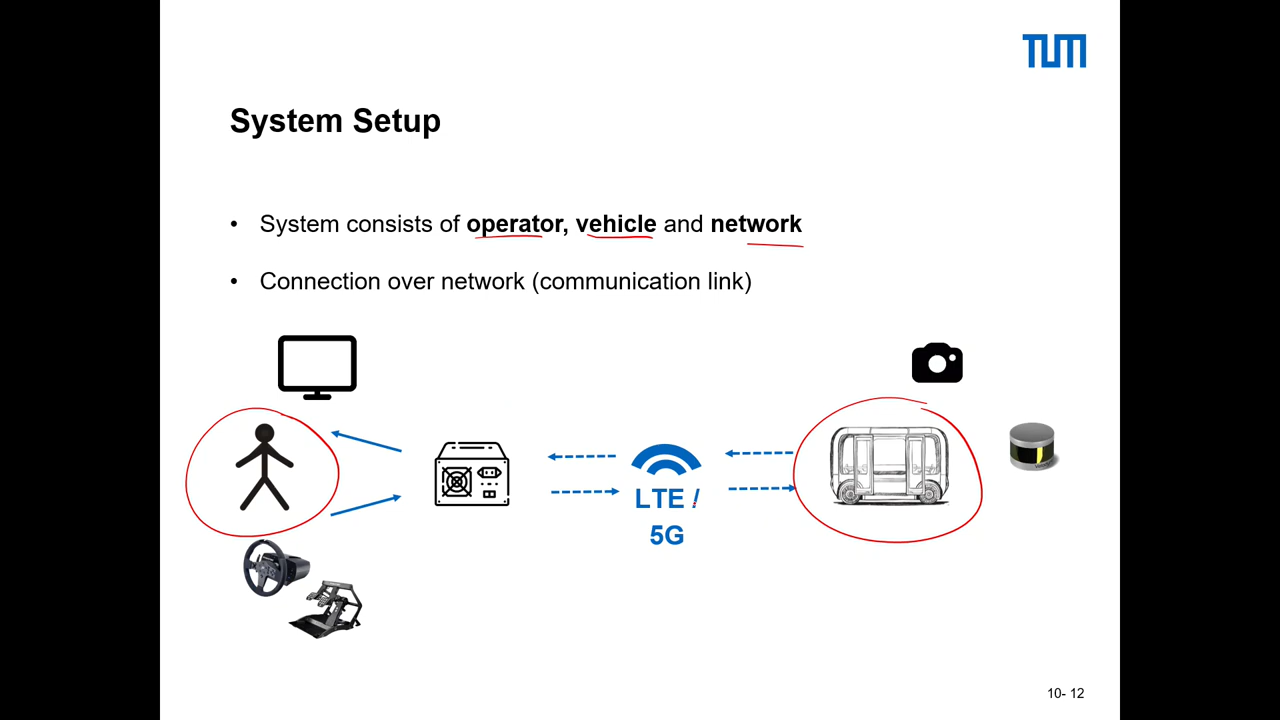 TUM
System Setup
• System consists of operator, vehicle and network
• Connection over network (communication link)
LTE /
5G
10- 12